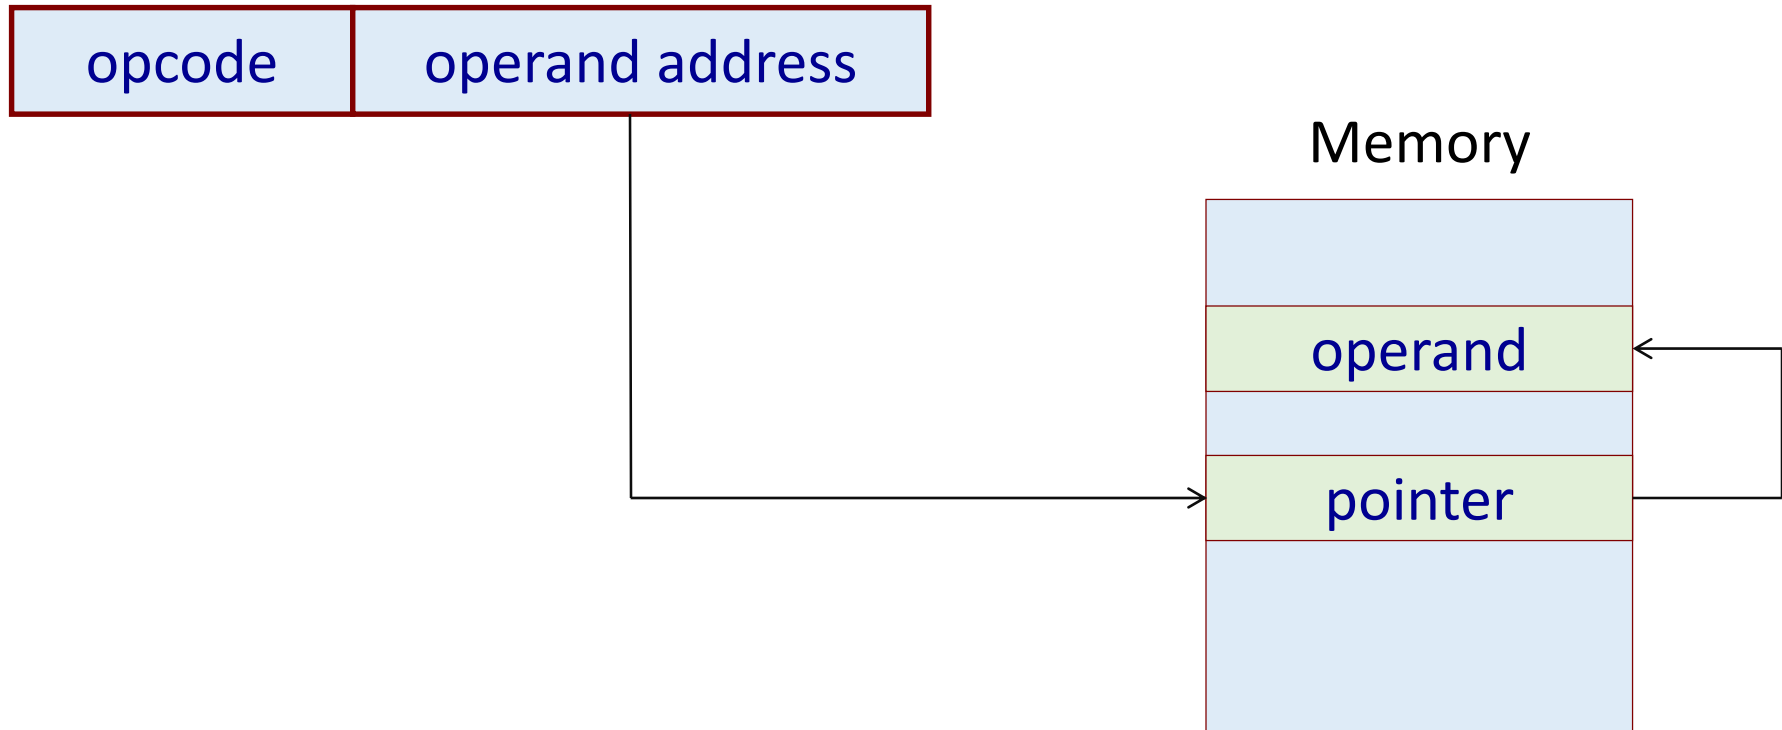 opcode
operand address
Memory
operand
pointer